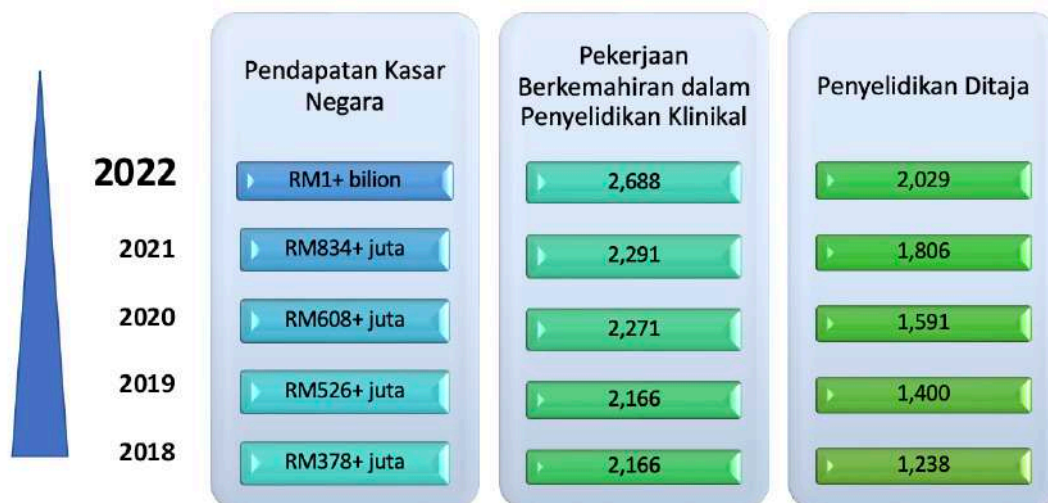 Pendapatan Kasar
Negara
Pekerjaan
Berkemahiran dalam
Penyelidikan Klinikal
Penyelidikan Ditaja
2022
RM1+ bilion
2,688
2,029
2021
RM834+ juta
2,291
1,806
2020
RM608+ juta
2,271
1,591
2019
RM526+ juta
2,166
1,400
2018
RM378+ juta
2,166
1,238